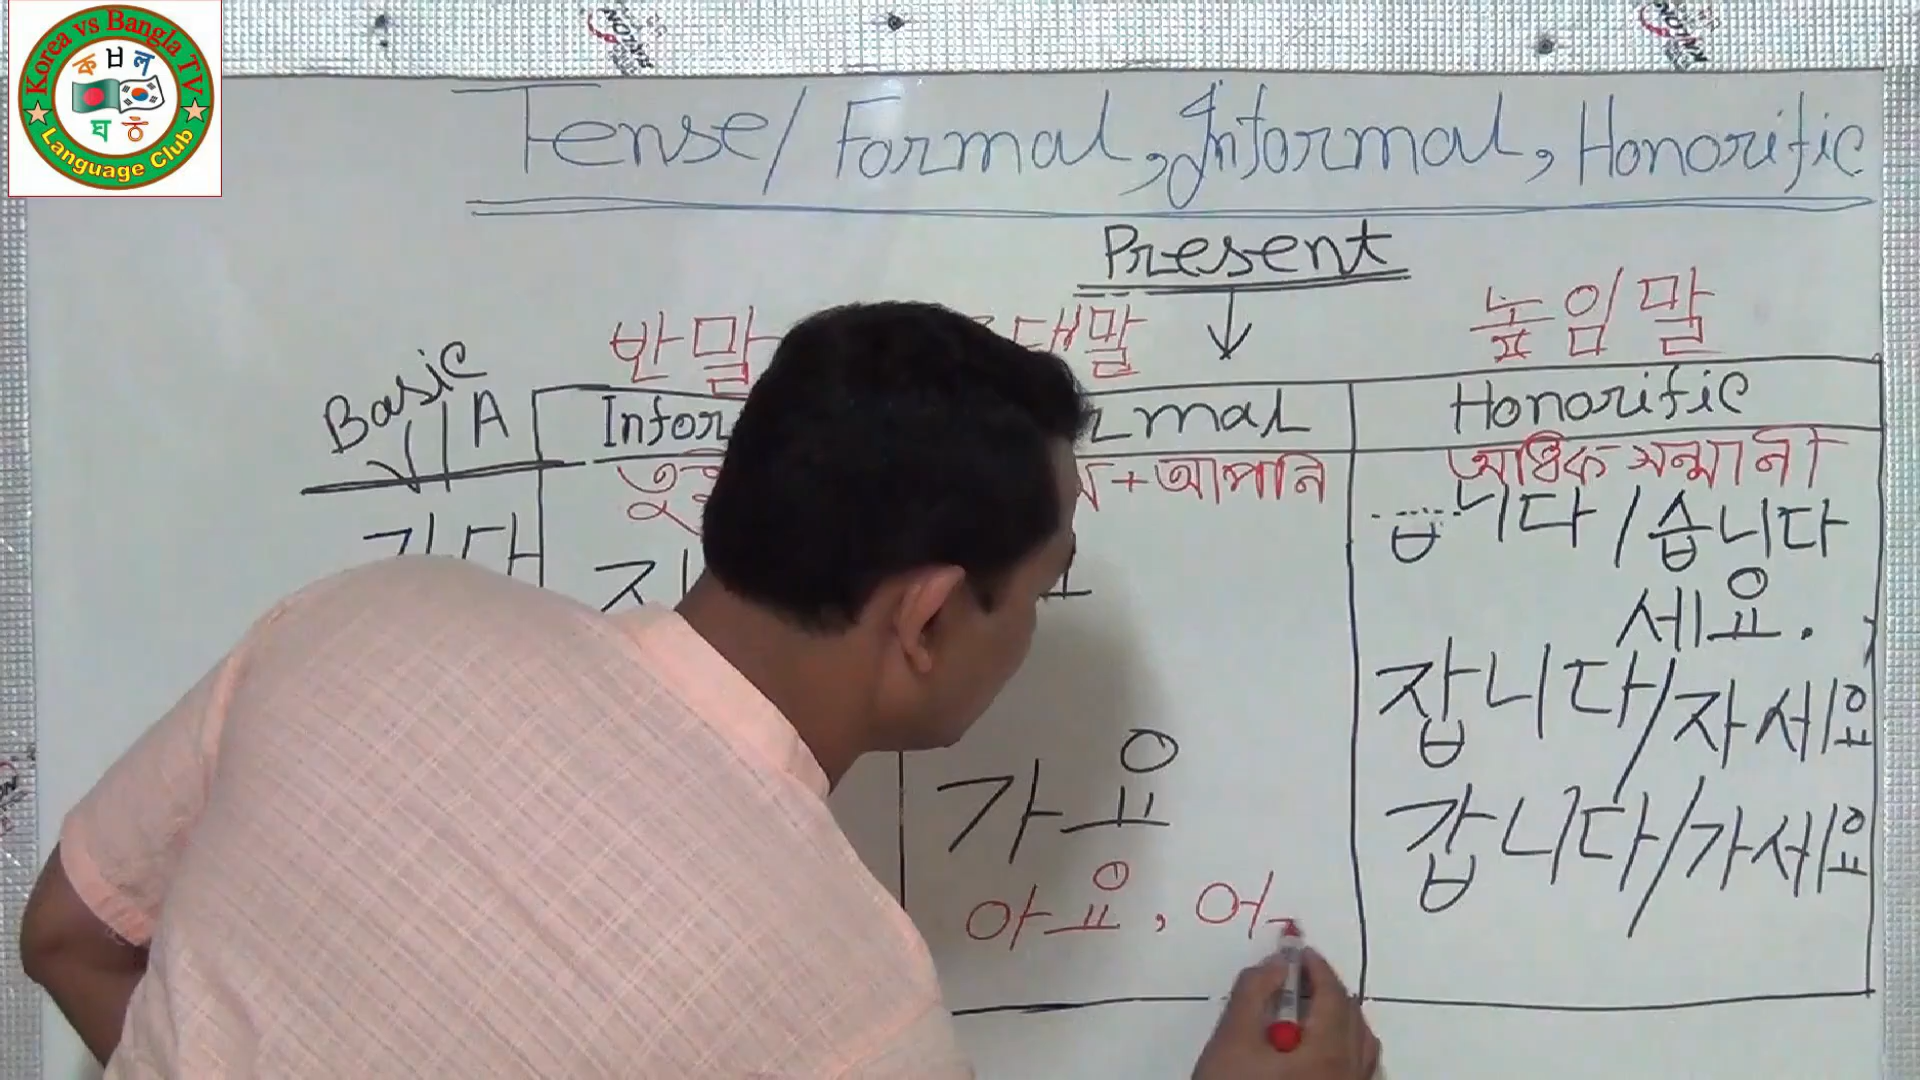 Korea vs Bangla TV
ক ㅂ ল
ঘ ㅎ
Language Club
Tense/Formal, Informal, Honorific
Present
반말 대말 높임말
Basic
V A Infor rmal Honorific
+আপনি অধিক সম্মানী
ㅂ니다/습니다
세요.
잡니다/자세요
가요 갑니다/가세요
아요, 어